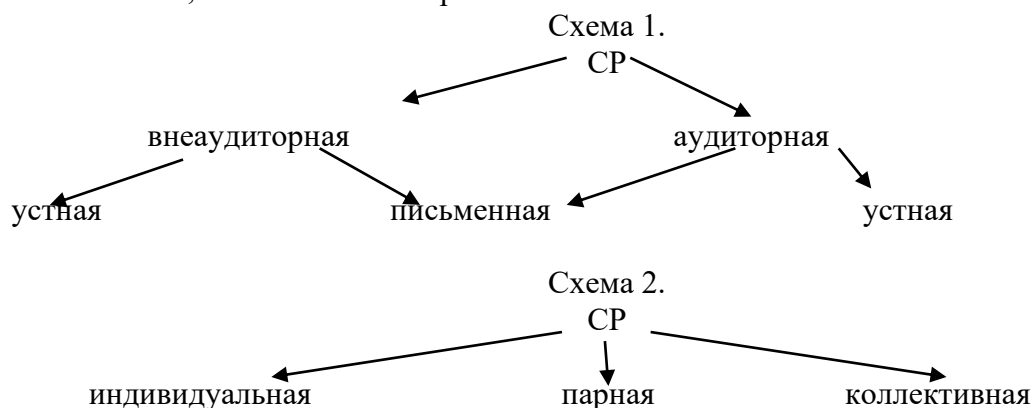 Схема 1.
СР
внеаудиторная аудиторная
устная письменная устная
Схема 2.
СР
индивидуальная парная коллективная